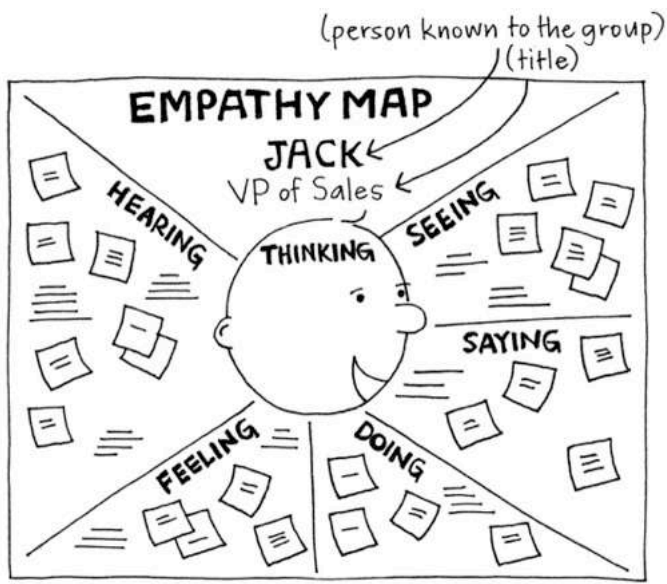 (person known to the group)
(title)
EMPATHY MAP
JACK
VP of Sales
HEARING
THINKING
SEEING
SAYING
FEELING
DOING